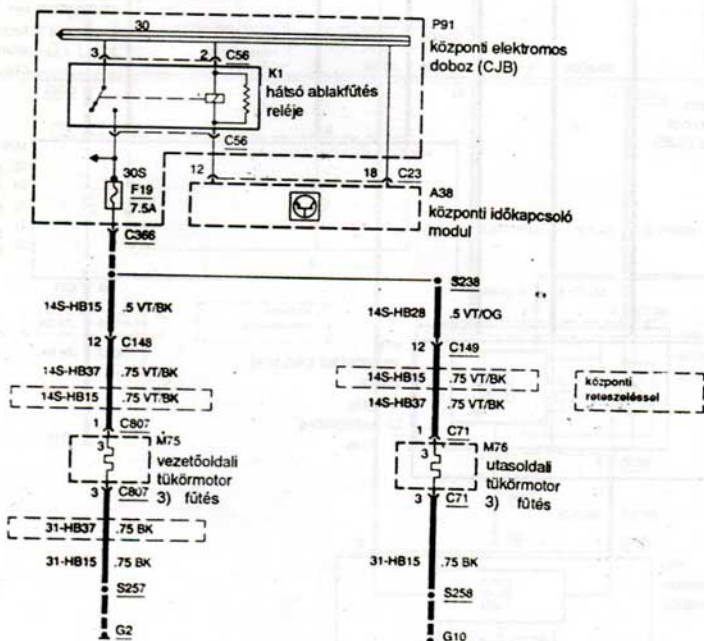 30
P91
központi elektromos
doboz (CJB)
3
2
C56
K1
hátsó ablakfűtés
reléje
C56
12
18
C23
30S
F19
7.5A
A38
központi időkapcsoló
modul
C366
S238
14S-HB15 .5 VT/BK
14S-HB28 .5 VT/OG
12 C148
12 C149
14S-HB37 .75 VT/BK
14S-HB15 .75 VT/BK
14S-HB15 .75 VT/BK
14S-HB37 .75 VT/BK
központi
reteszeléssel
1 C807
1 C71
3
M75
vezetőoldali
tükörmotor
3) fűtés
3
M76
utasoldali
tükörmotor
3) fűtés
3 C807
3 C71
31-HB37 .75 BK
31-HB15 .75 BK
31-HB15 .75 BK
S257
S258
G2
G10